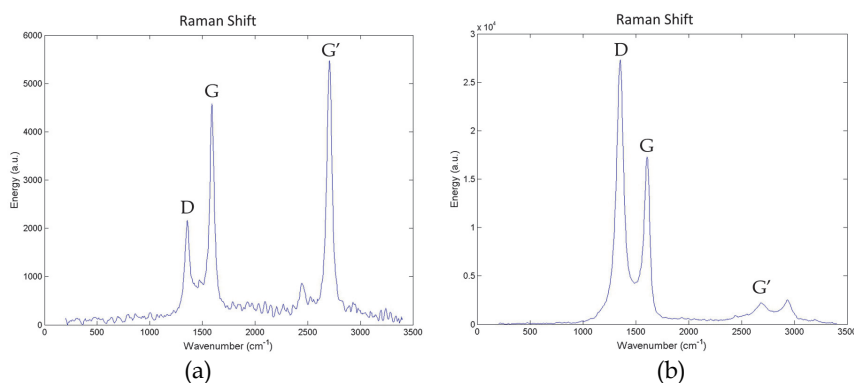 Raman Shift
6000
5000
4000
3000
2000
1000
0
Energy (a.u.)
D
G
G’
0 500 1000 1500 2000 2500 3000 3500
Wavenumber (cm⁻¹)
(a)
Raman Shift
3 x 10⁴
2.5
2
1.5
1
0.5
0
Energy (a.u.)
D
G
G’
0 500 1000 1500 2000 2500 3000 3500
Wavenumber (cm⁻¹)
(b)